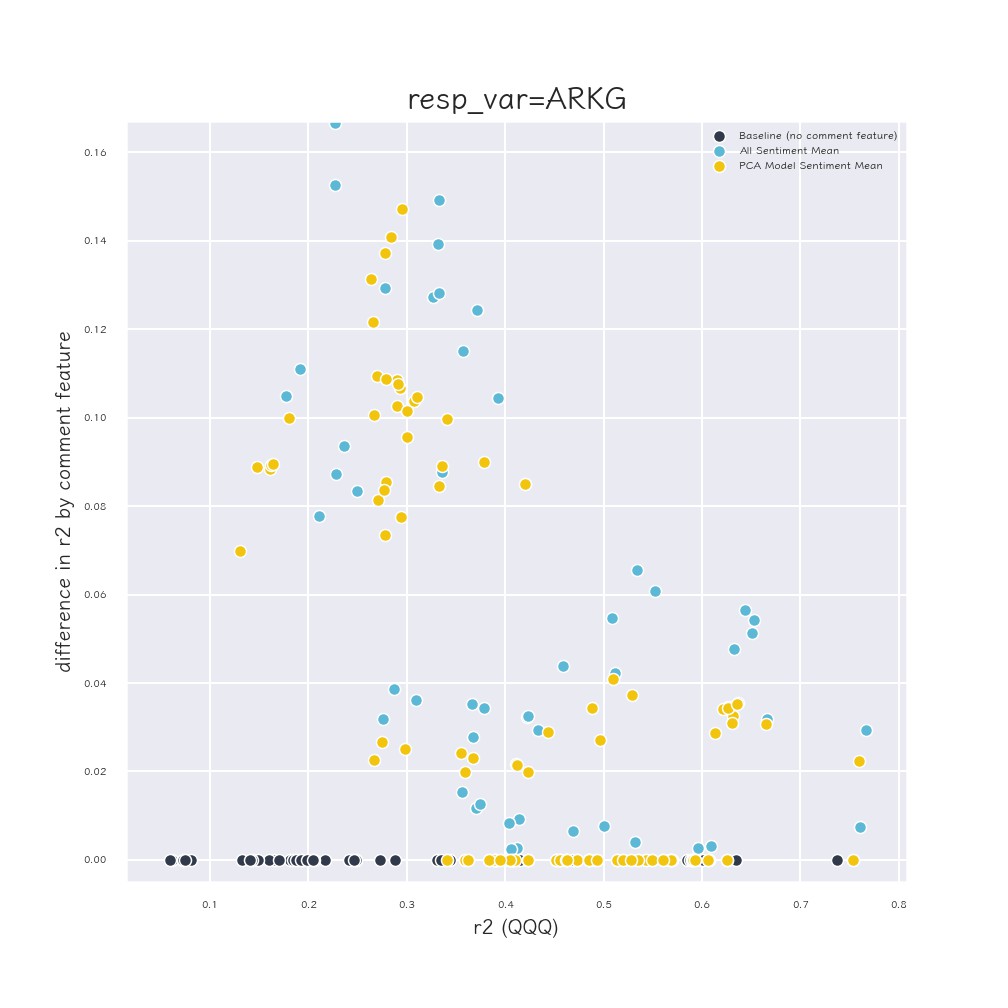 resp_var=ARKG
Baseline (no comment feature)
All Sentiment Mean
PCA Model Sentiment Mean
0.16
0.14
0.12
0.10
0.08
0.06
0.04
0.02
0.00
difference in r2 by comment feature
0.1 0.2 0.3 0.4 0.5 0.6 0.7 0.8
r2 (QQQ)